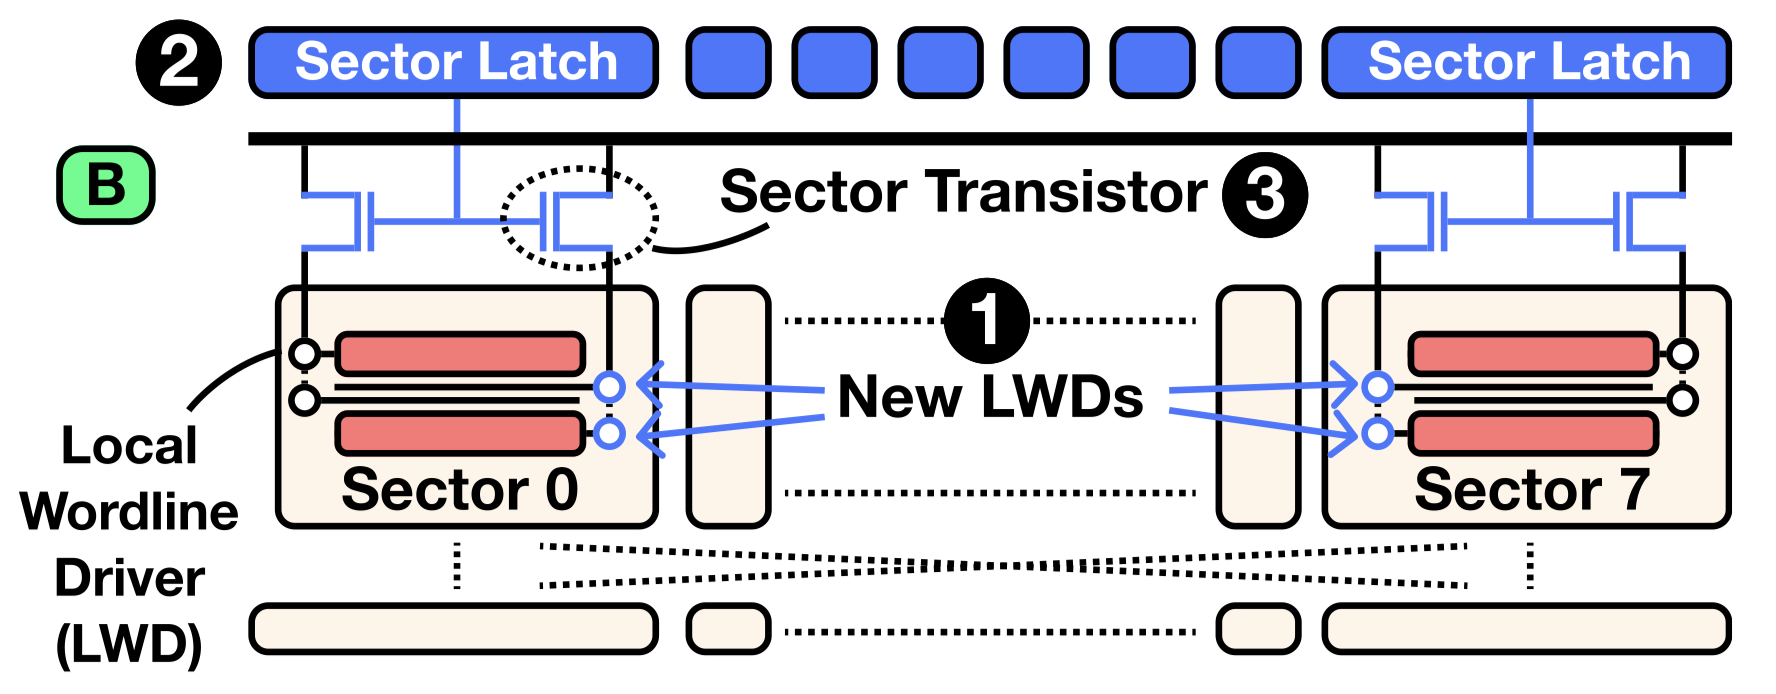 2
Sector Latch
Sector Latch
B
Sector Transistor 3
1
New LWDs
Local
Wordline
Driver
(LWD)
Sector 0
Sector 7